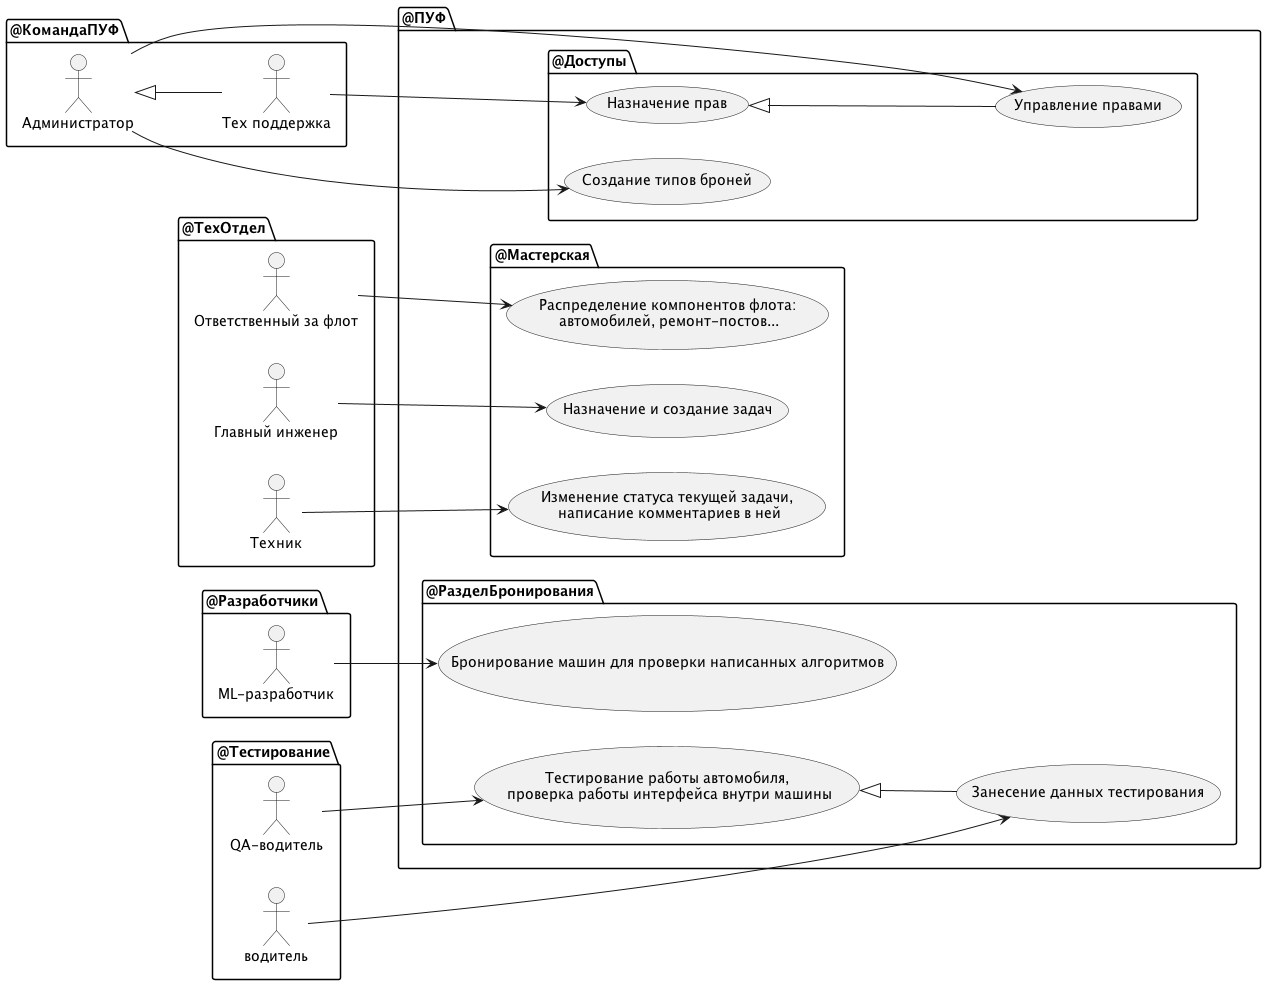 @КомандаПУФ
Администратор
Тех поддержка
@ПУФ
@Доступы
Назначение прав
Управление правами
Создание типов броней
@ТехОтдел
Ответственный за флот
Главный инженер
Техник
@Мастерская
Распределение компонентов флота:
автомобилей, ремонт-постов...
Назначение и создание задач
Изменение статуса текущей задачи,
написание комментариев в ней
@Разработчики
ML-разработчик
@РазделБронирования
Бронирование машин для проверки написанных алгоритмов
Тестирование работы автомобиля,
проверка работы интерфейса внутри машины
Занесение данных тестирования
@Тестирование
QA-водитель
водитель